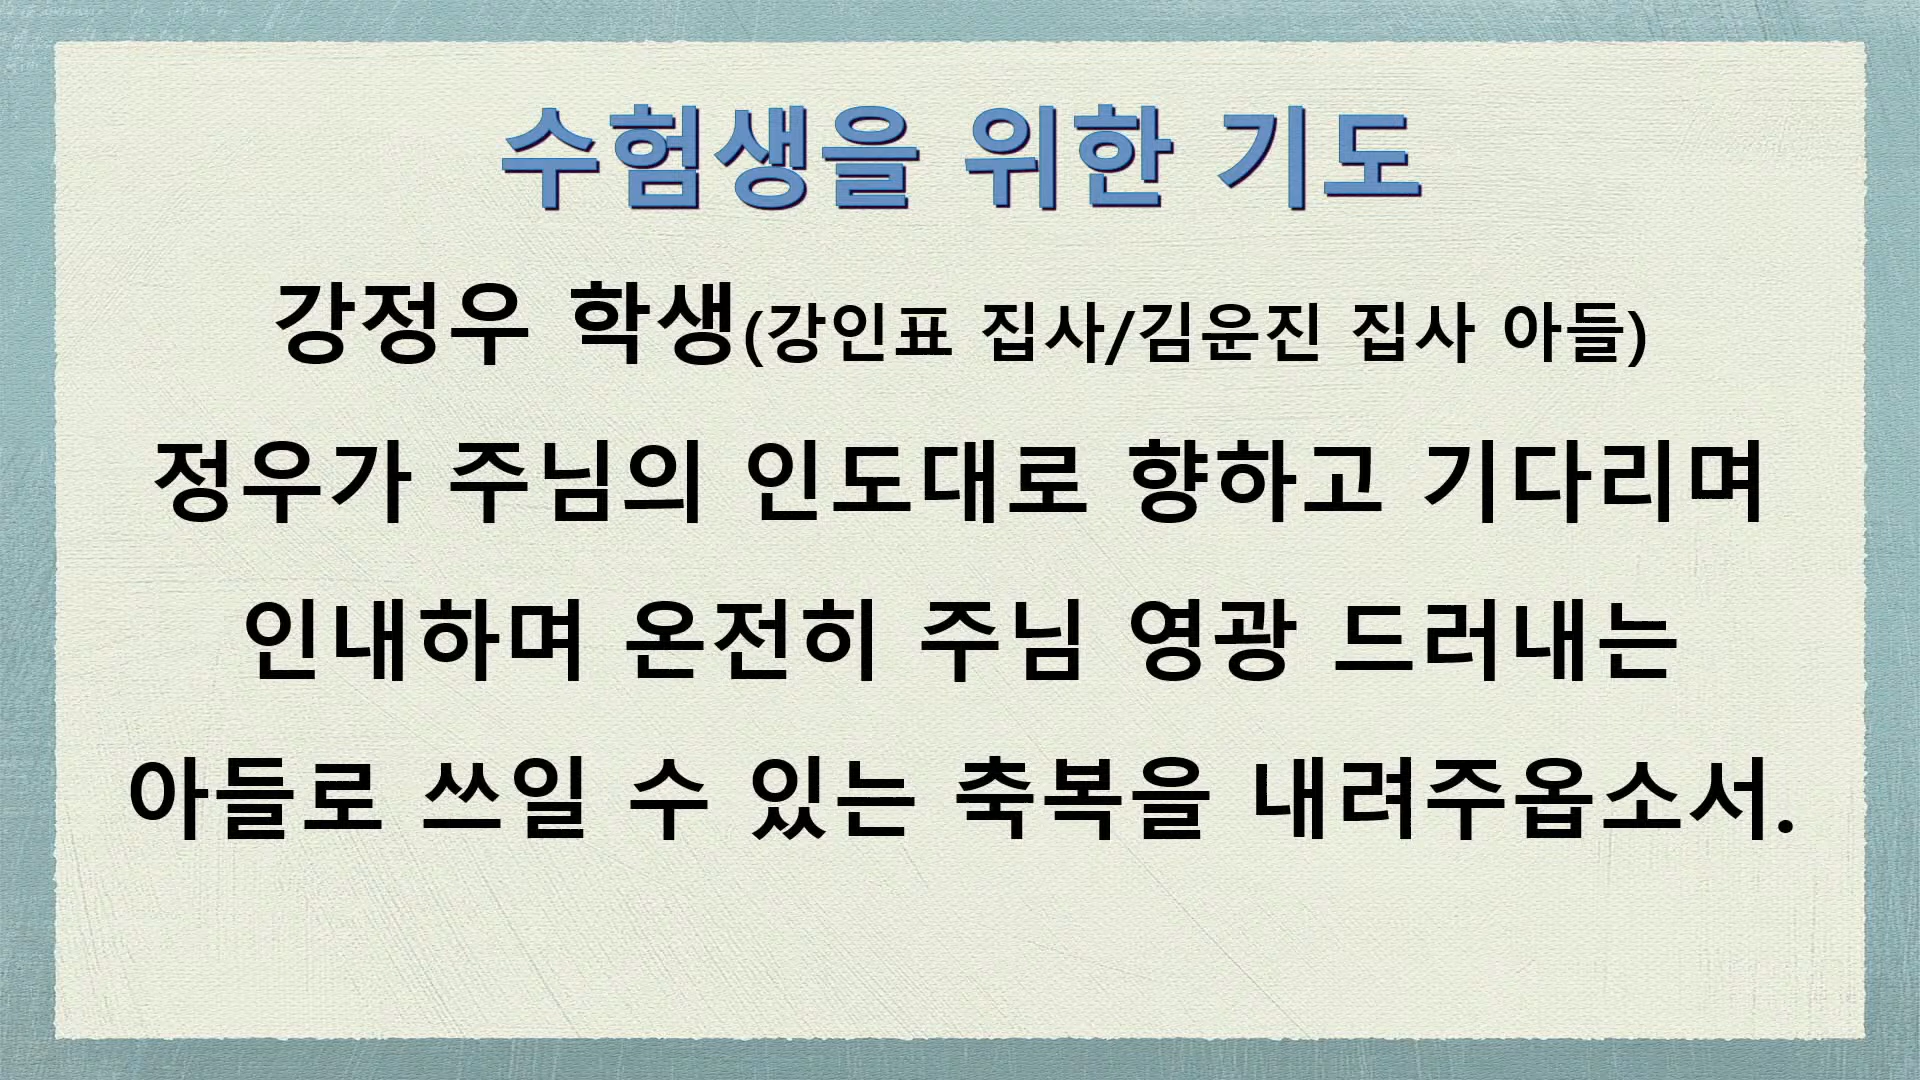 수험생을 위한 기도
강정우 학생(강인표 집사/김운진 집사 아들)
정우가 주님의 인도대로 향하고 기다리며
인내하며 온전히 주님 영광 드러내는
아들로 쓰일 수 있는 축복을 내려주옵소서.